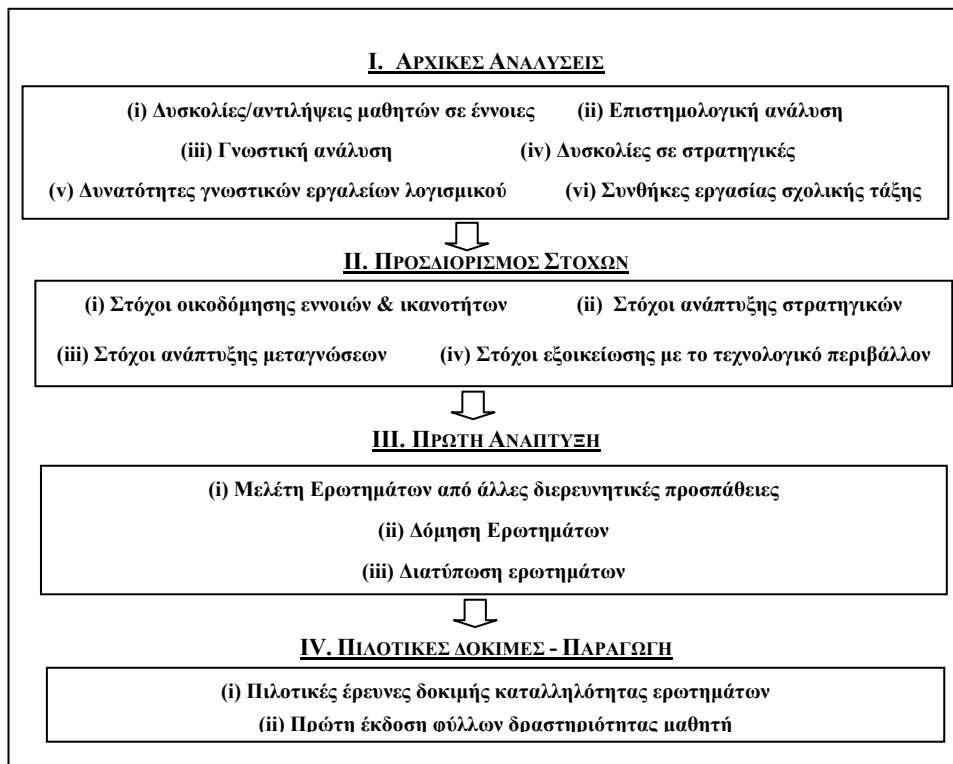 I. ΑΡΧΙΚΕΣ ΑΝΑΛΥΣΕΙΣ
(i) Δυσκολίες/αντιλήψεις μαθητών σε έννοιες (ii) Επιστημολογική ανάλυση
(iii) Γνωστική ανάλυση (iv) Δυσκολίες σε στρατηγικές
(v) Δυνατότητες γνωστικών εργαλείων λογισμικού (vi) Συνθήκες εργασίας σχολικής τάξης
II. ΠΡΟΣΔΙΟΡΙΣΜΟΣ ΣΤΟΧΩΝ
(i) Στόχοι οικοδόμησης εννοιών & ικανοτήτων (ii) Στόχοι ανάπτυξης στρατηγικών
(iii) Στόχοι ανάπτυξης μεταγνώσεων (iv) Στόχοι εξοικείωσης με το τεχνολογικό περιβάλλον
III. ΠΡΩΤΗ ΑΝΑΠΤΥΞΗ
(i) Μελέτη Ερωτημάτων από άλλες διερευνητικές προσπάθειες
(ii) Δόμηση Ερωτημάτων
(iii) Διατύπωση ερωτημάτων
IV. ΠΙΛΟΤΙΚΕΣ ΔΟΚΙΜΕΣ - ΠΑΡΑΓΩΓΗ
(i) Πιλοτικές έρευνες δοκιμής καταλληλότητας ερωτημάτων
(ii) Πρώτη έκδοση φύλλων δραστηριότητας μαθητή